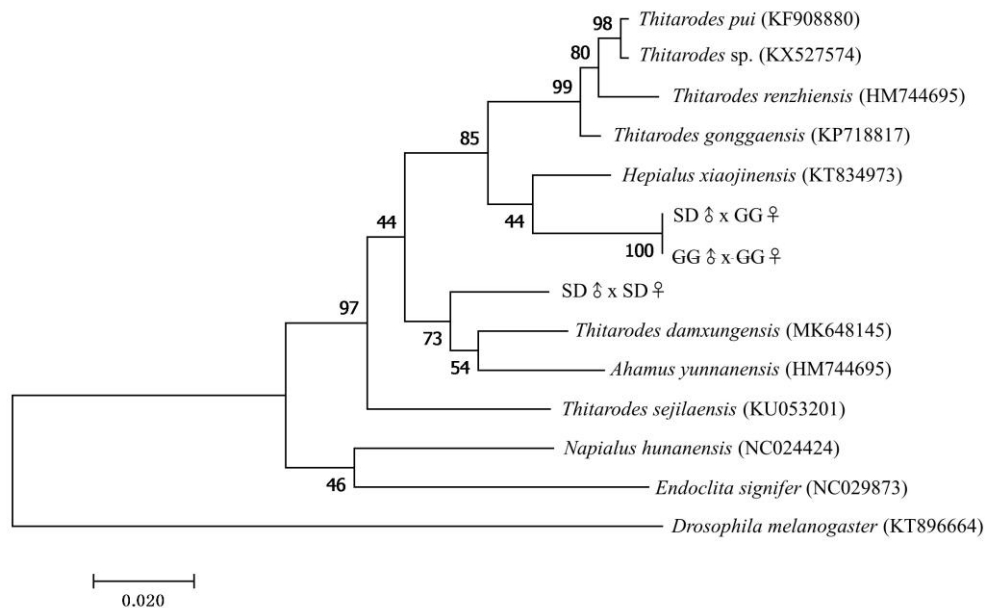 98
Thitarodes pui (KF908880)
80
Thitarodes sp. (KX527574)
99
Thitarodes renzhiensis (HM744695)
85
Thitarodes gonggaensis (KP718817)
Hepialus xiaojinensis (KT834973)
44
44
SD ♂ x GG ♀
100
GG ♂ x GG ♀
SD ♂ x SD ♀
97
73
Thitarodes damxungensis (MK648145)
54
Ahamus yunnanensis (HM744695)
Thitarodes sejilaensis (KU053201)
Napialus hunanensis (NC024424)
46
Endoclita signifer (NC029873)
Drosophila melanogaster (KT896664)
0.020